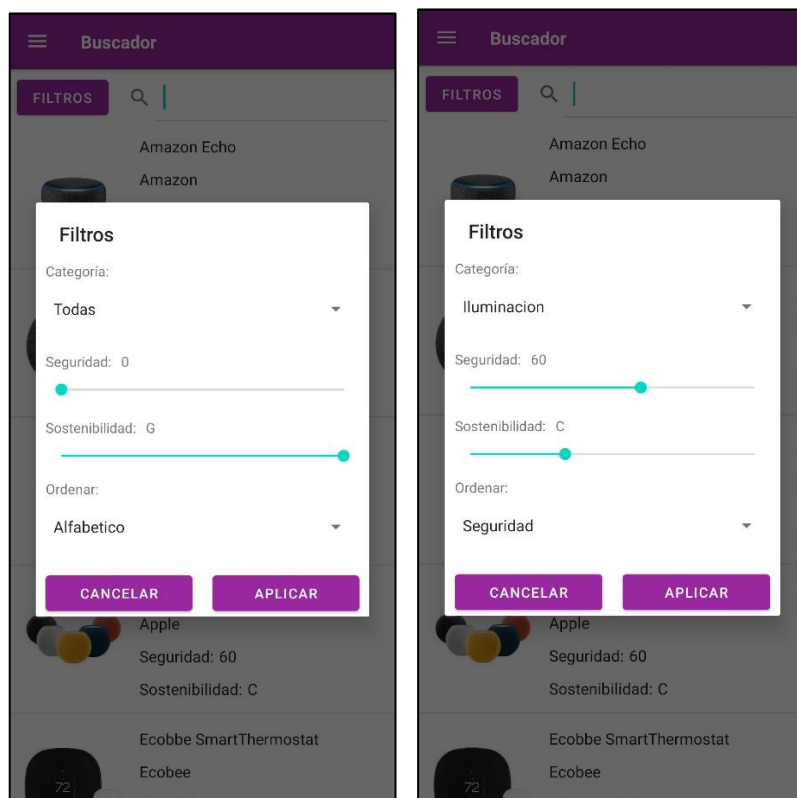 Buscador
FILTROS
Amazon Echo
Amazon
Filtros
Categoría:
Todas
Seguridad: 0
Sostenibilidad: G
Ordenar:
Alfabetico
CANCELAR APLICAR
Apple
Seguridad: 60
Sostenibilidad: C
Ecobbe SmartThermostat
Ecobee
72
Buscador
FILTROS
Amazon Echo
Amazon
Filtros
Categoría:
Iluminacion
Seguridad: 60
Sostenibilidad: C
Ordenar:
Seguridad
CANCELAR APLICAR
Apple
Seguridad: 60
Sostenibilidad: C
Ecobbe SmartThermostat
Ecobee
72